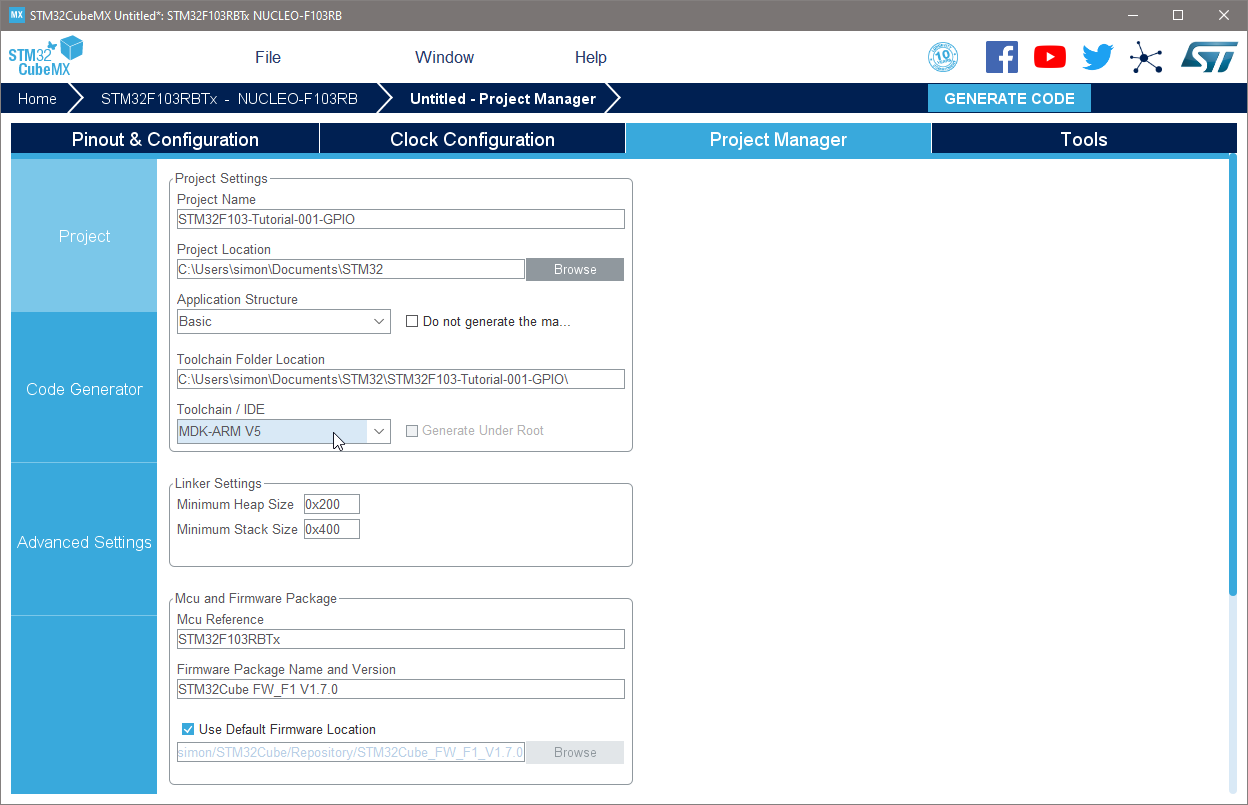 MX STM32CubeMX Untitled*: STM32F103RBTx NUCLEO-F103RB
STM32
CubeMX
File Window Help
10
Home STM32F103RBTx - NUCLEO-F103RB Untitled - Project Manager GENERATE CODE
Pinout & Configuration Clock Configuration Project Manager Tools
Project
Code Generator
Advanced Settings
Project Settings
Project Name
STM32F103-Tutorial-001-GPIO
Project Location
C:\Users\simon\Documents\STM32 Browse
Application Structure
Basic Do not generate the ma...
Toolchain Folder Location
C:\Users\simon\Documents\STM32\STM32F103-Tutorial-001-GPIO\
Toolchain / IDE
MDK-ARM V5 Generate Under Root
Linker Settings
Minimum Heap Size 0x200
Minimum Stack Size 0x400
Mcu and Firmware Package
Mcu Reference
STM32F103RBTx
Firmware Package Name and Version
STM32Cube FW_F1 V1.7.0
Use Default Firmware Location
simon/STM32Cube/Repository/STM32Cube_FW_F1_V1.7.0 Browse